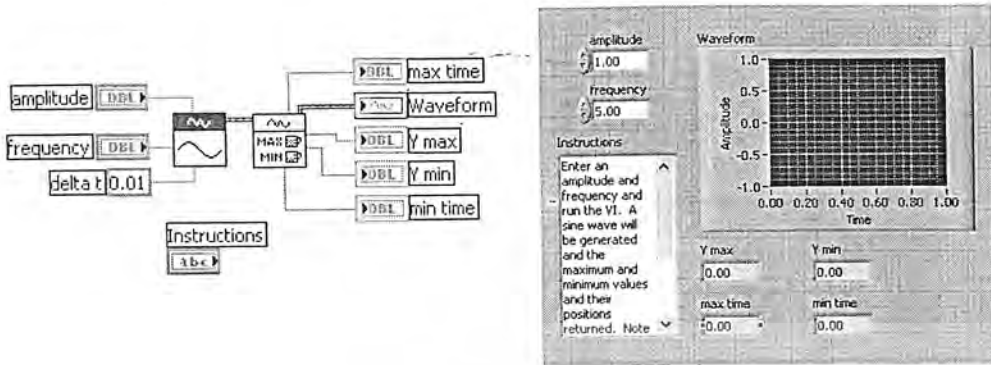 amplitude DBL
frequency DBL
delta t 0.01
MAX
MIN
DBL max time
Waveform
DBL Y max
DBL Y min
DBL min time
Instructions
Abc
amplitude
1.00
frequency
5.00
Instructions
Enter an
amplitude and
frequency and
run the VI. A
sine wave will
be generated
and the
maximum and
minimum values
and their
positions
returned. Note
Waveform
Amplitude
1.0
0.5
0.0
-0.5
-1.0
0.00 0.20 0.40 0.60 0.80 1.00
Time
Y max Y min
0.00 0.00
max time min time
0.00 0.00